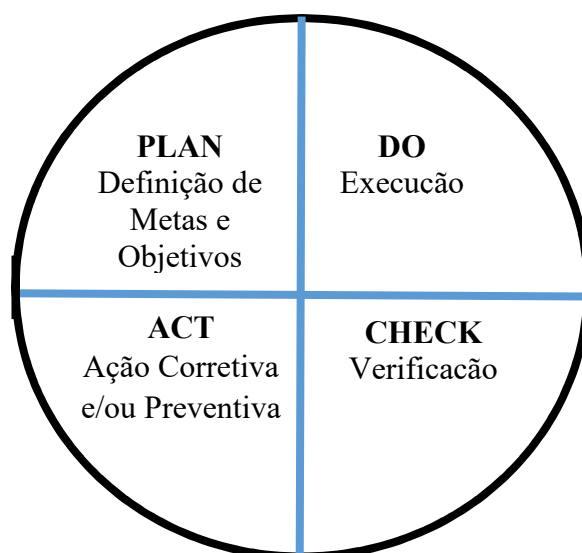 PLAN
Definição de
Metas e
Objetivos
DO
Execucão
ACT
Ação Corretiva
e/ou Preventiva
CHECK
Verificacão